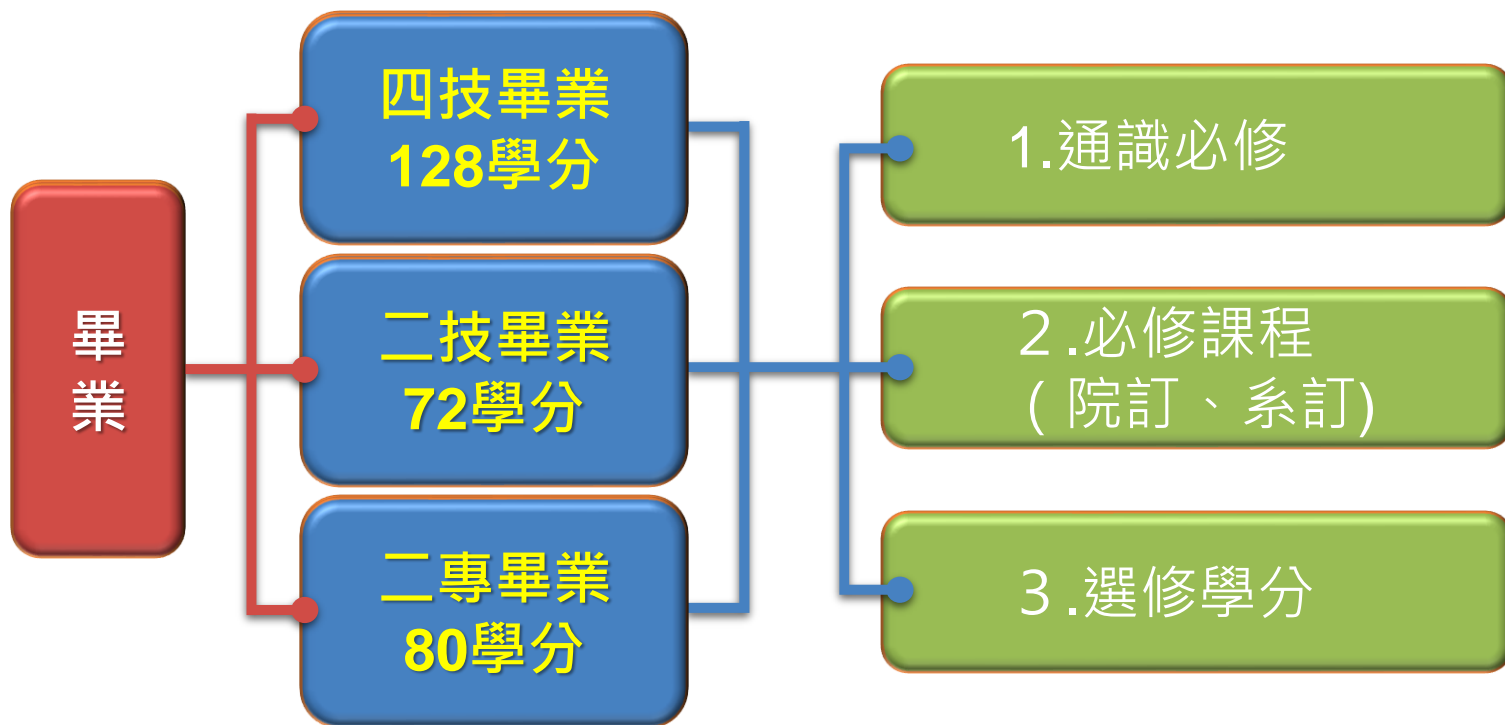 畢
業
四技畢業
128學分
二技畢業
72學分
二專畢業
80學分
1.通識必修
２.必修課程
( 院訂、系訂)
３.選修學分